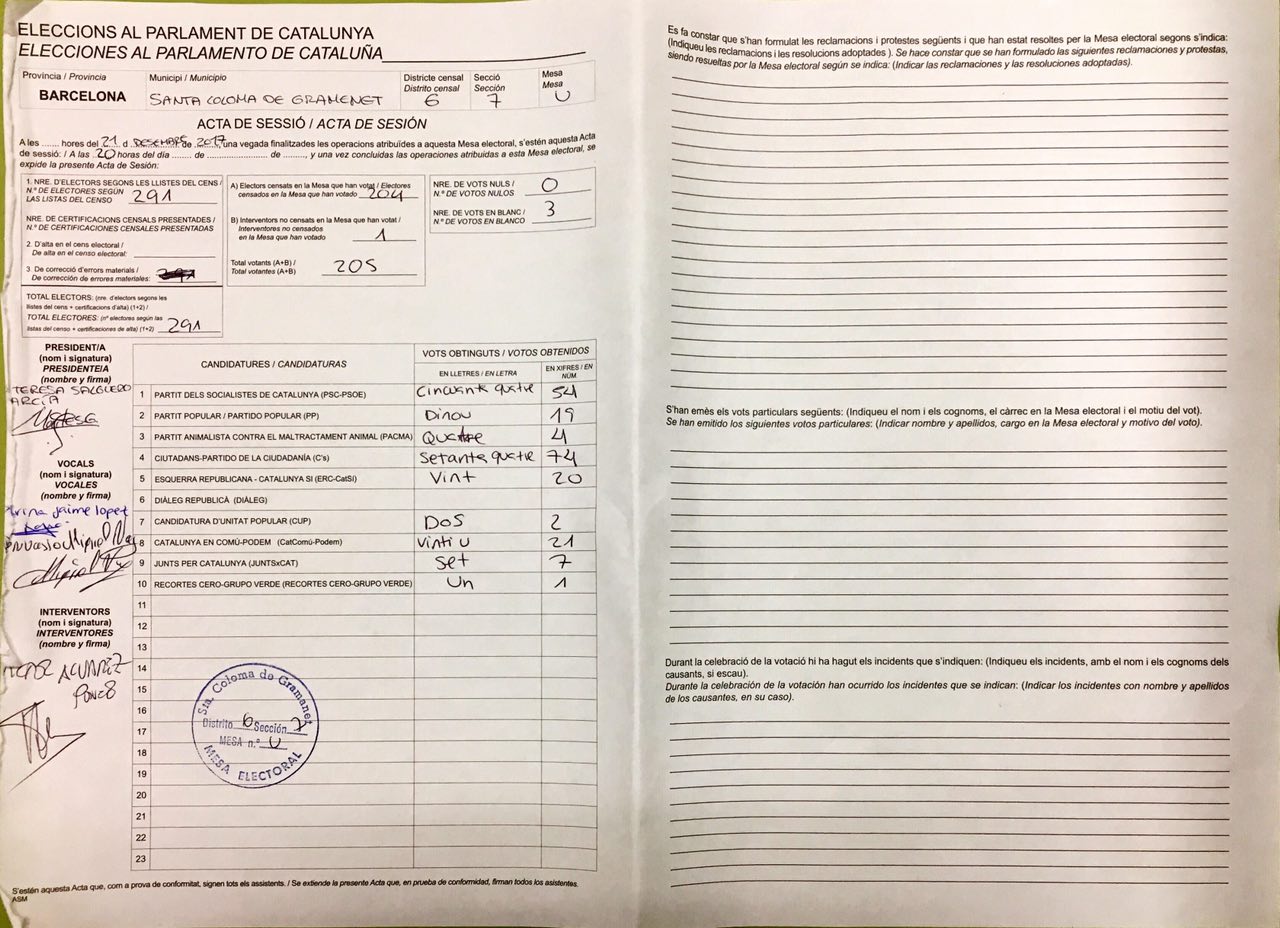 ELECCIONS AL PARLAMENT DE CATALUNYA
ELECCIONES AL PARLAMENTO DE CATALUÑA
Província / Provincia
BARCELONA
Municipi / Municipio
SANTA COLOMA DE GRAMENET
Districte censal
Distrito censal
6
Secció
Sección
7
Mesa
Mesa
U
ACTA DE SESSIÓ / ACTA DE SESIÓN
A les ....... hores del 21 d DESEMBRE de 2017, una vegada finalitzades les operacions atribuïdes a aquesta Mesa electoral, s'estén aquesta Acta
de sessió: / A las 20 horas del día ....... de .......................... de ......., y una vez concluidas las operaciones atribuidas a esta Mesa electoral, se
expide la presente Acta de Sesión:
1. NRE. D'ELECTORS SEGONS LES LLISTES DEL CENS /
N.º DE ELECTORES SEGÚN
LAS LISTAS DEL CENSO 291
NRE. DE CERTIFICACIONS CENSALS PRESENTADES /
N.º DE CERTIFICACIONES CENSALES PRESENTADAS
2. D'alta en el cens electoral /
De alta en el censo electoral:
3. De correcció d'errors materials /
De corrección de errores materiales:
TOTAL ELECTORS: (nre. d'electors segons les
llistes del cens + certificacions d'alta) (1+2) /
TOTAL ELECTORES: (nº electores según las
listas del censo + certificaciones de alta) (1+2) 291
A) Electors censats en la Mesa que han votat / Electores
censados en la Mesa que han votado 204
B) Interventors no censats en la Mesa que han votat /
Interventores no censados
en la Mesa que han votado 1
Total votants (A+B) /
Total votantes (A+B) 205
NRE. DE VOTS NULS /
N.º DE VOTOS NULOS 0
NRE. DE VOTS EN BLANC /
N.º DE VOTOS EN BLANCO 3
PRESIDENT/A
(nom i signatura)
PRESIDENTE/A
(nombre y firma)
TERESA SALGUERO
ARCIA
VOCALS
(nom i signatura)
VOCALES
(nombre y firma)
jaime lopez
Miguel
INTERVENTORS
(nom i signatura)
INTERVENTORES
(nombre y firma)
ALVAREZ
CANDIDATURES / CANDIDATURAS
VOTS OBTINGUTS / VOTOS OBTENIDOS
EN LLETRES / EN LETRA
EN XIFRES / EN NÚM.
1 PARTIT DELS SOCIALISTES DE CATALUNYA (PSC-PSOE) Cincuanta quatre 54
2 PARTIT POPULAR / PARTIDO POPULAR (PP) Dinou 19
3 PARTIT ANIMALISTA CONTRA EL MALTRACTAMENT ANIMAL (PACMA) Quatre 4
4 CIUTADANS-PARTIDO DE LA CIUDADANÍA (C's) Setanta quatre 74
5 ESQUERRA REPUBLICANA - CATALUNYA SI (ERC-CatSí) Vint 20
6 DIÀLEG REPUBLICÀ (DIÀLEG)
7 CANDIDATURA D'UNITAT POPULAR (CUP) DoS 2
8 CATALUNYA EN COMÚ-PODEM (CatComú-Podem) Vinti u 21
9 JUNTS PER CATALUNYA (JUNTSxCAT) Set 7
10 RECORTES CERO-GRUPO VERDE (RECORTES CERO-GRUPO VERDE) Un 1
11
12
13
14
15
16
17
18
19
20
21
22
23
Sta. Coloma de Gramanet
Distrito 6 Sección 7
MESA n.º U
MESA ELECTORAL
S'estén aquesta Acta que, com a prova de conformitat, signen tots els assistents. / Se extiende la presente Acta que, en prueba de conformidad, firman todos los asistentes.
ASM
Es fa constar que s'han formulat les reclamacions i protestes següents i que han estat resoltes per la Mesa electoral segons s'indica:
(Indiqueu les reclamacions i les resolucions adoptades ). Se hace constar que se han formulado las siguientes reclamaciones y protestas,
siendo resueltas por la Mesa electoral según se indica: (Indicar las reclamaciones y las resoluciones adoptadas).
S'han emès els vots particulars següents: (Indiqueu el nom i els cognoms, el càrrec en la Mesa electoral i el motiu del vot).
Se han emitido los siguientes votos particulares: (Indicar nombre y apellidos, cargo en la Mesa electoral y motivo del voto).
Durant la celebració de la votació hi ha hagut els incidents que s'indiquen: (Indiqueu els incidents, amb el nom i els cognoms dels
causants, si escau).
Durante la celebración de la votación han ocurrido los incidentes que se indican: (Indicar los incidentes con nombre y apellidos
de los causantes, en su caso).